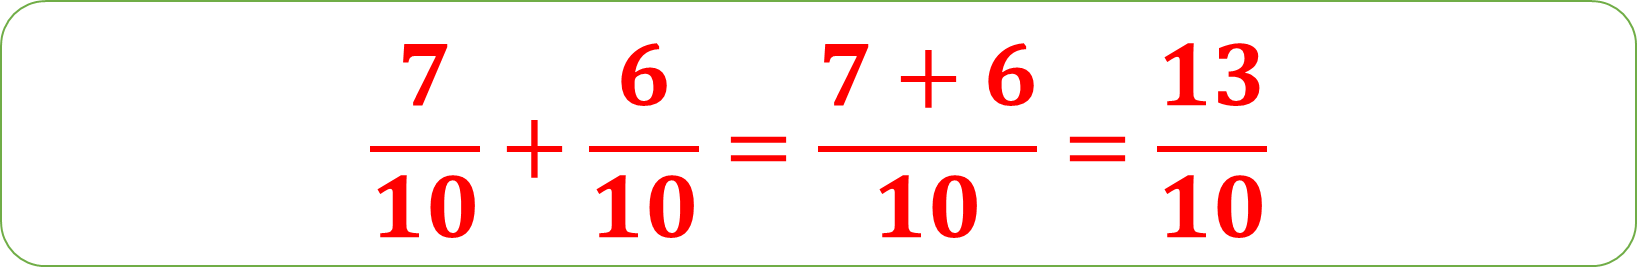 7/10 + 6/10 = 7 + 6/10 = 13/10